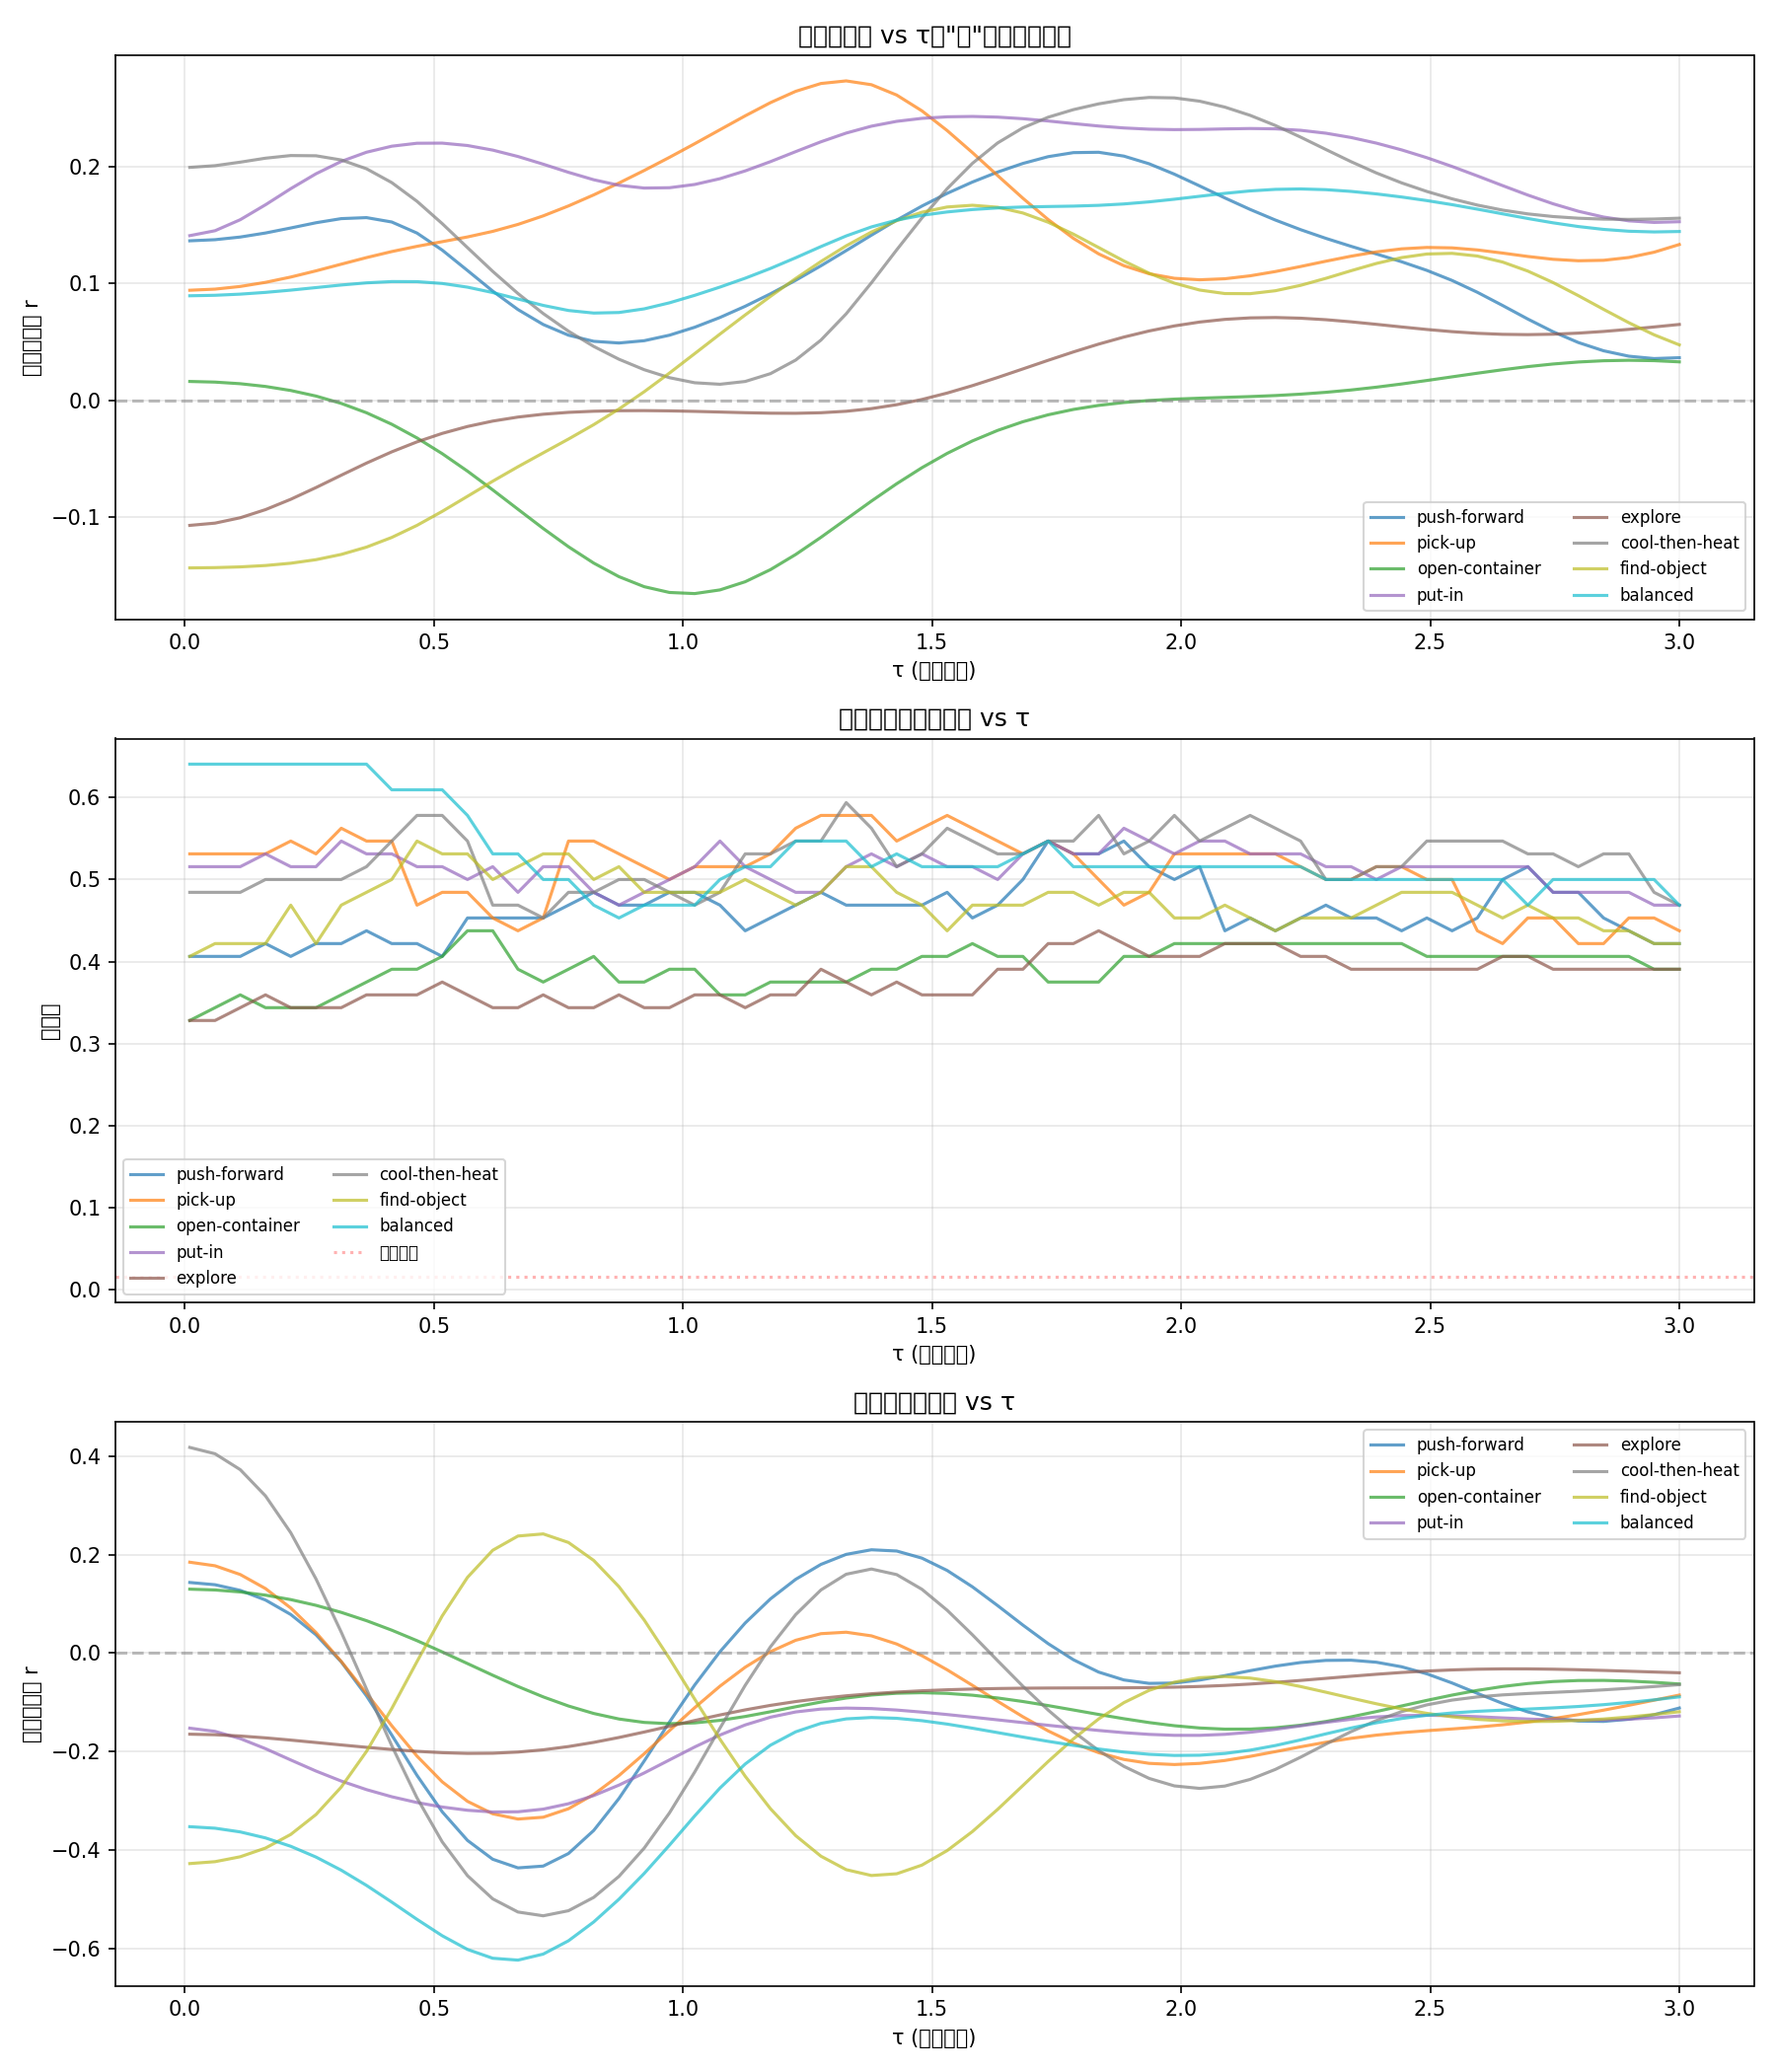 vs τ
0.2
0.1
0.0
−0.1
r
push-forward
pick-up
open-container
put-in
explore
cool-then-heat
find-object
balanced
0.0 0.5 1.0 1.5 2.0 2.5 3.0
τ
vs τ
0.6
0.5
0.4
0.3
0.2
0.1
0.0
push-forward
pick-up
open-container
put-in
explore
cool-then-heat
find-object
balanced
0.0 0.5 1.0 1.5 2.0 2.5 3.0
τ
vs τ
0.4
0.2
0.0
−0.2
−0.4
−0.6
r
push-forward
pick-up
open-container
put-in
explore
cool-then-heat
find-object
balanced
0.0 0.5 1.0 1.5 2.0 2.5 3.0
τ